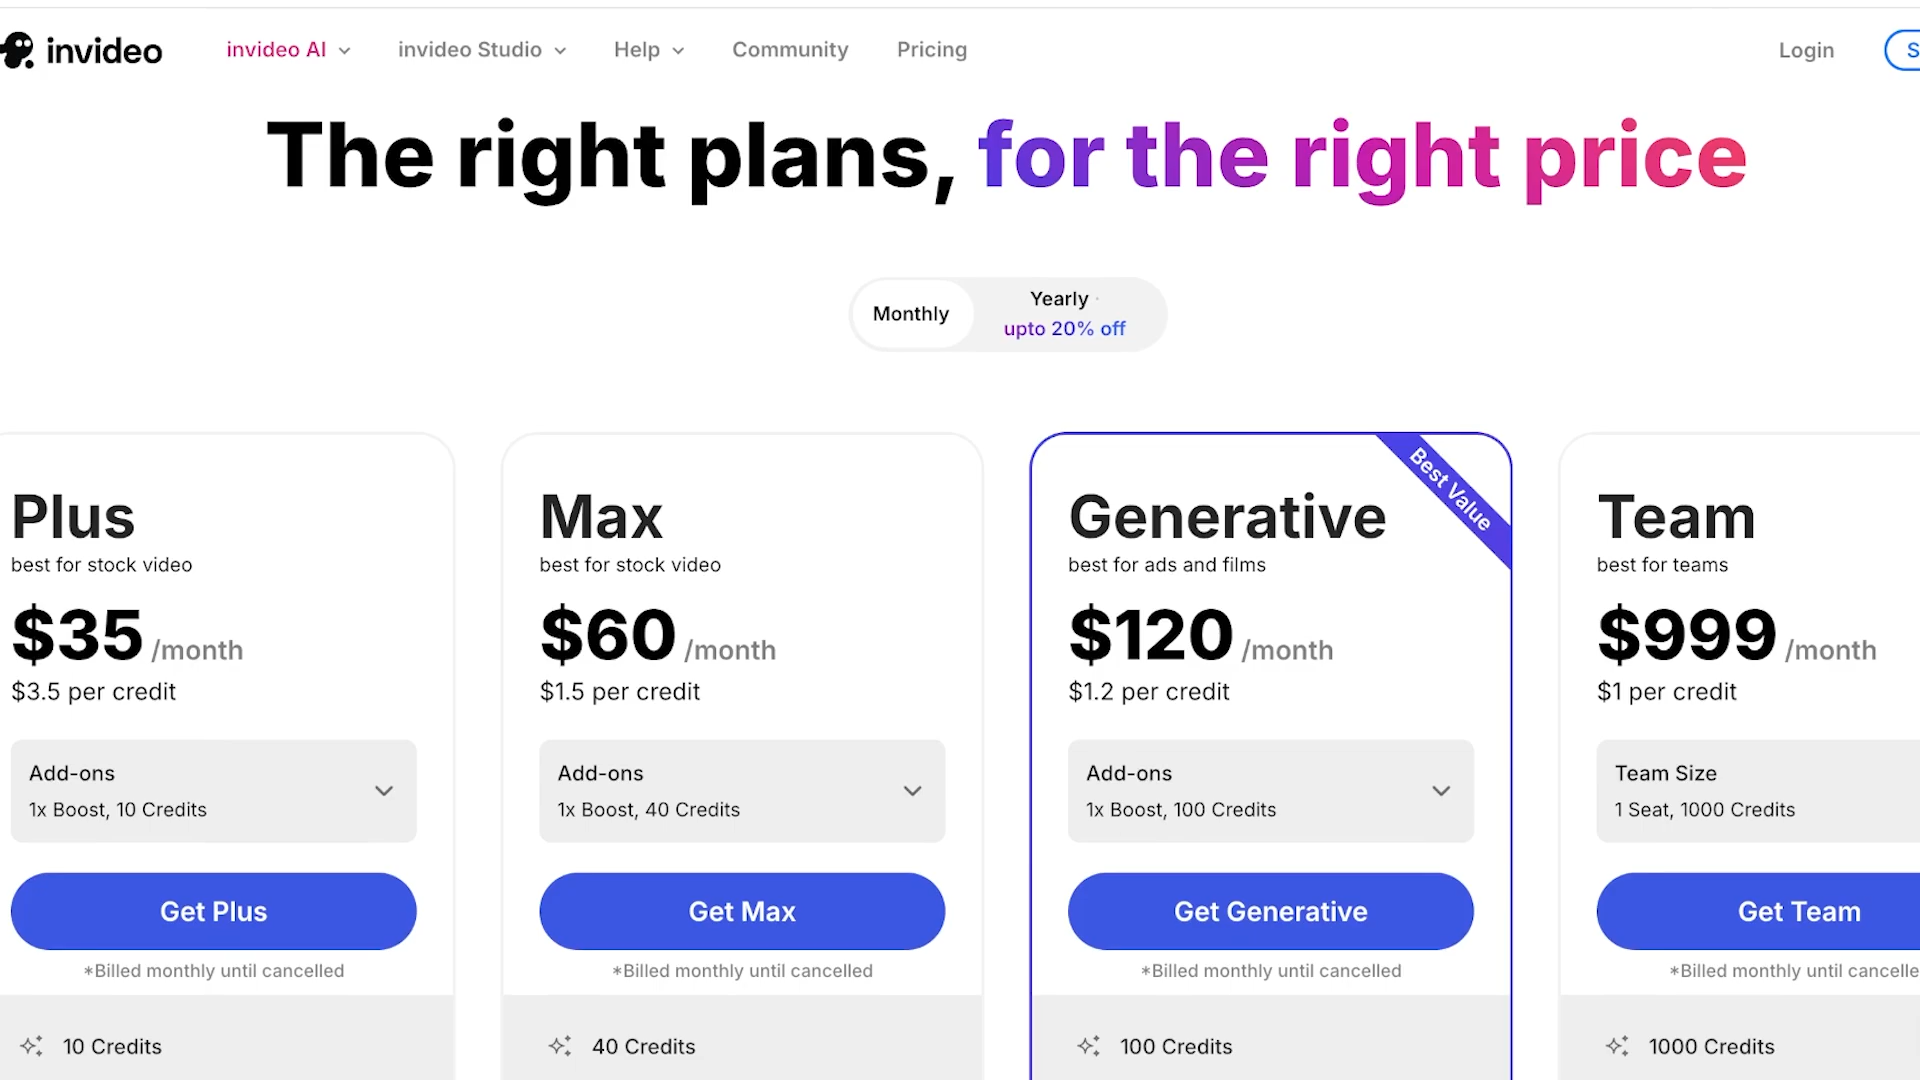 invideo
invideo AI
invideo Studio
Help
Community
Pricing
Login
S
The right plans, for the right price
Monthly
Yearly
upto 20% off
Plus
best for stock video
$35 /month
$3.5 per credit
Add-ons
1x Boost, 10 Credits
Get Plus
*Billed monthly until cancelled
10 Credits
Max
best for stock video
$60 /month
$1.5 per credit
Add-ons
1x Boost, 40 Credits
Get Max
*Billed monthly until cancelled
40 Credits
Best Value
Generative
best for ads and films
$120 /month
$1.2 per credit
Add-ons
1x Boost, 100 Credits
Get Generative
*Billed monthly until cancelled
100 Credits
Team
best for teams
$999 /month
$1 per credit
Team Size
1 Seat, 1000 Credits
Get Team
*Billed monthly until cancelle
1000 Credits